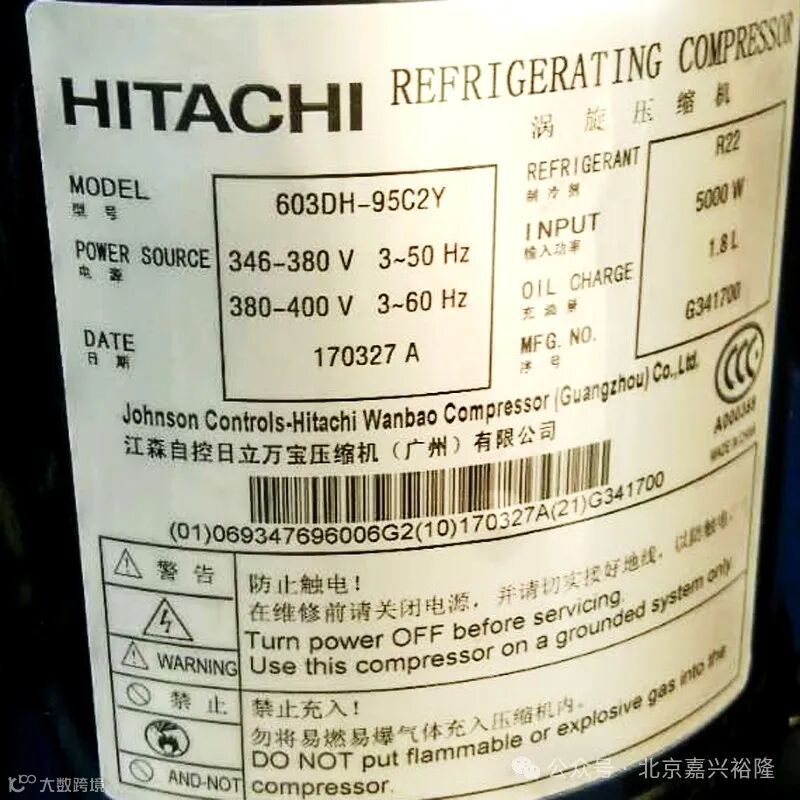 HITACHI
REFRIGERATING COMPRESSOR
涡旋压缩机
MODEL 603DH-95C2Y
型号
POWER SOURCE 346-380 V 3~50 Hz
电源 380-400 V 3~60 Hz
DATE 170327 A
日期
REFRIGERANT R22
制冷剂
INPUT 5000 W
输入功率
OIL CHARGE 1.8 L
充油量
MFG. NO. G341700
序号
CCC
A000368
MADE IN CHINA
Johnson Controls-Hitachi Wanbao Compressor (Guangzhou) Co.,Ltd.
江森自控日立万宝压缩机（广州）有限公司
(01)069347696006G2(10)170327A(21)G341700
警告
WARNING
防止触电！
在维修前请关闭电源，并请切实接好地线，以防触电。
Turn power OFF before servicing.
Use this compressor on a grounded system only.
禁止
AND-NOT
禁止充入！
勿将易燃易爆气体充入压缩机内。
DO NOT put flammable or explosive gas into the
compressor.
大数跨境
公众号·北京嘉兴裕隆